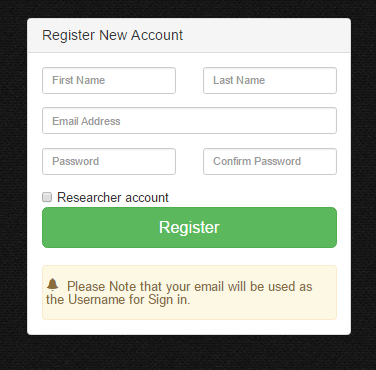 Register New Account
First Name Last Name
Email Address
Password Confirm Password
Researcher account
Register
Please Note that your email will be used as
the Username for Sign in.